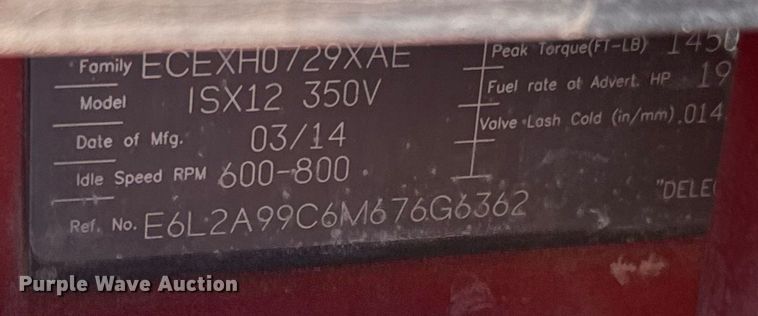 Family ECEXH0729XAE
Model ISX12 350V
Date of Mfg. 03/14
Idle Speed RPM 600-800
Ref. No. E6L2A99C6M676G6362
Peak Torque(FT-LB) 1450
Fuel rate at Advert. HP 19
Valve Lash Cold (in/mm) .014
"DELE
Purple Wave Auction